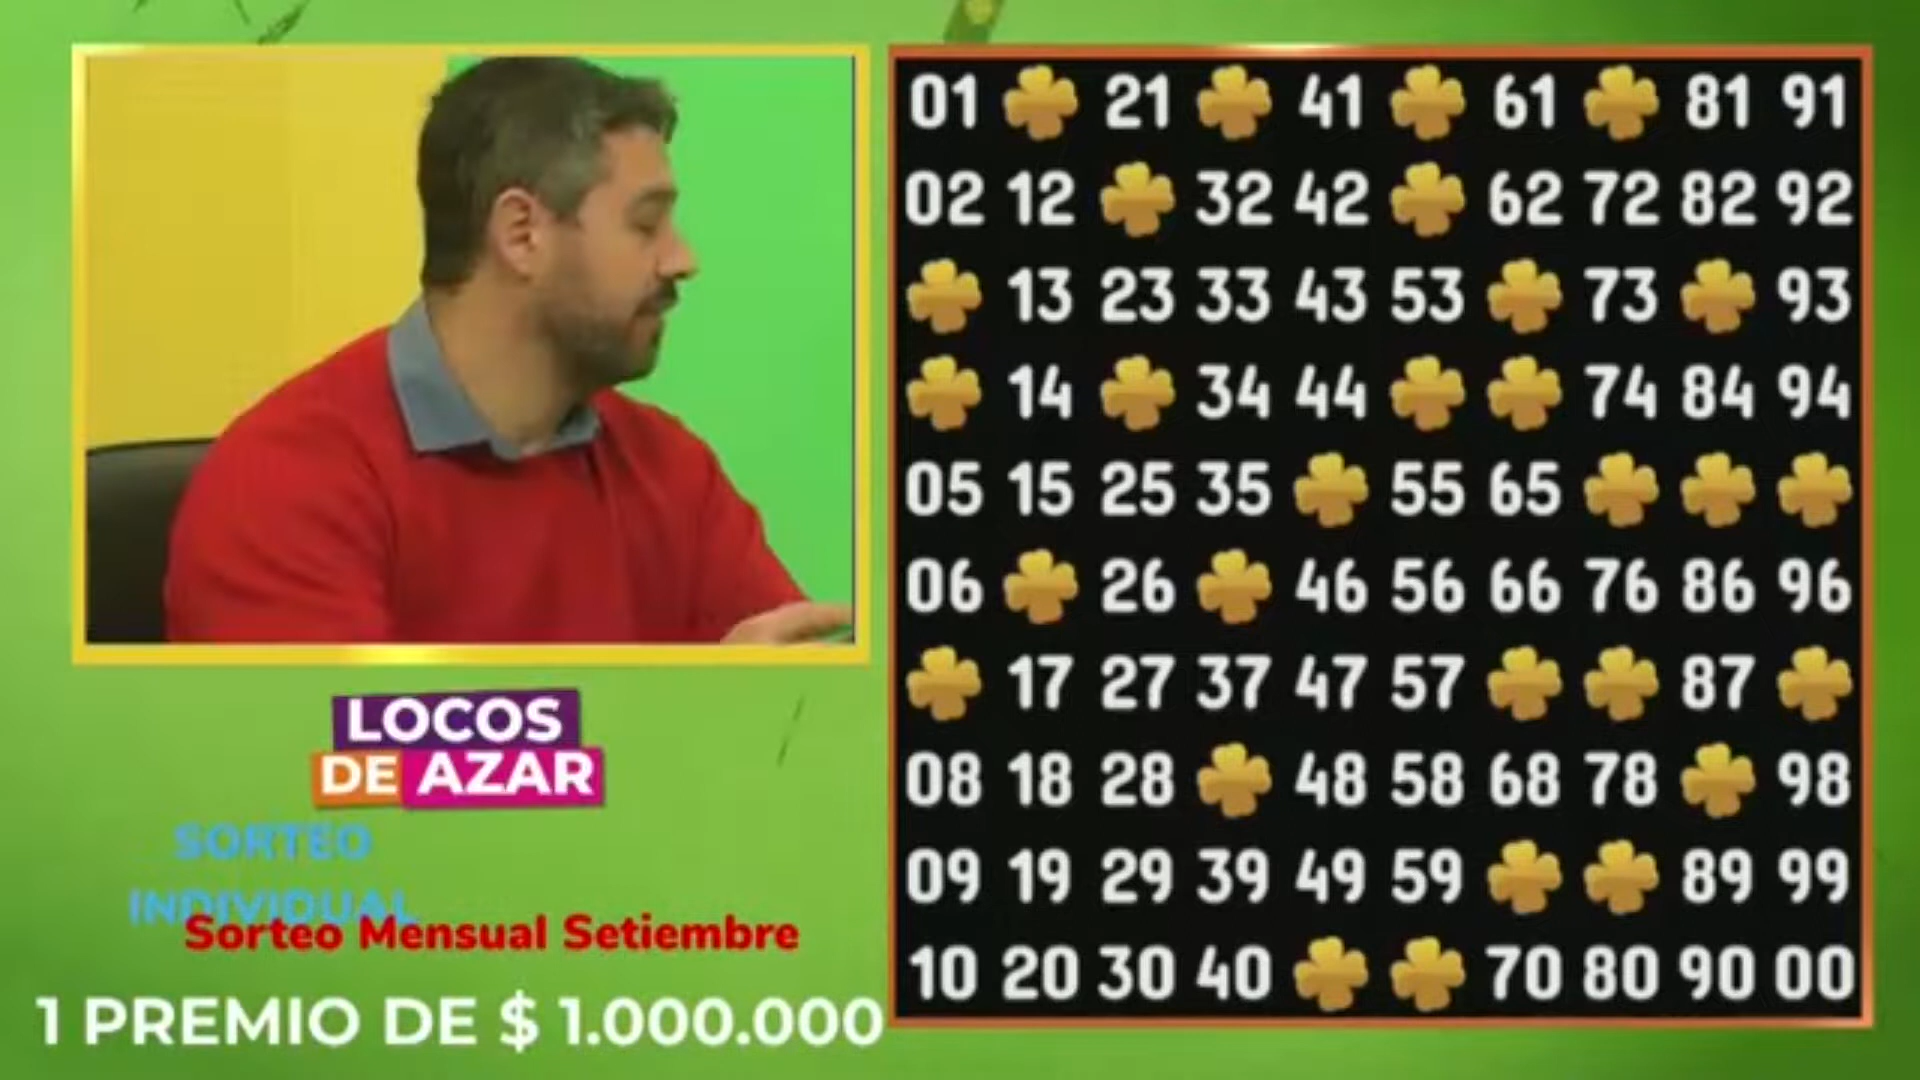 LOCOS
DE AZAR
SORTEO
INDIVIDUAL
Sorteo Mensual Setiembre
1 PREMIO DE $ 1.000.000
01 21 41 61 81 91
02 12 32 42 62 72 82 92
13 23 33 43 53 73 93
14 34 44 74 84 94
05 15 25 35 55 65
06 26 46 56 66 76 86 96
17 27 37 47 57 87
08 18 28 48 58 68 78 98
09 19 29 39 49 59 89 99
10 20 30 40 70 80 90 00